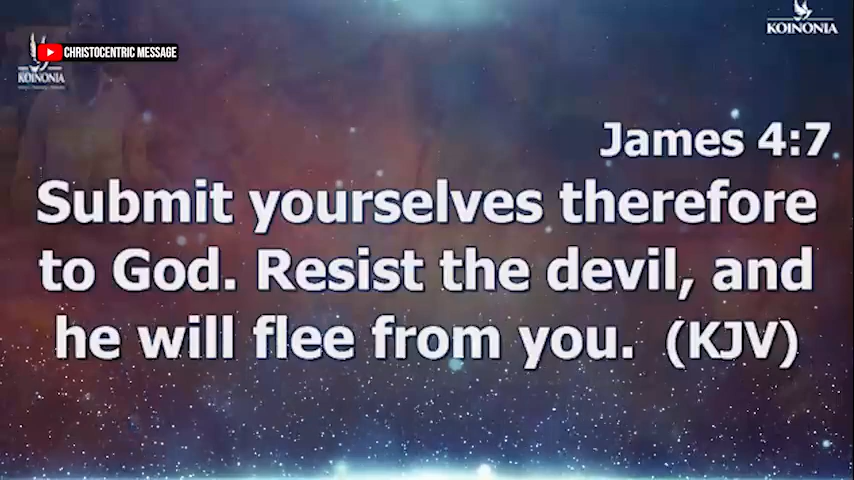 CHRISTOCENTRIC MESSAGE
KOINONIA
KOINONIA
James 4:7
Submit yourselves therefore
to God. Resist the devil, and
he will flee from you. (KJV)